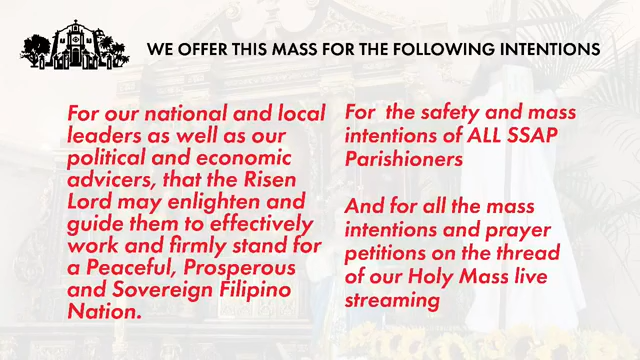 WE OFFER THIS MASS FOR THE FOLLOWING INTENTIONS
For our national and local
leaders as well as our
political and economic
advicers, that the Risen
Lord may enlighten and
guide them to effectively
work and firmly stand for
a Peaceful, Prosperous
and Sovereign Filipino
Nation.
For the safety and mass
intentions of ALL SSAP
Parishioners
And for all the mass
intentions and prayer
petitions on the thread
of our Holy Mass live
streaming